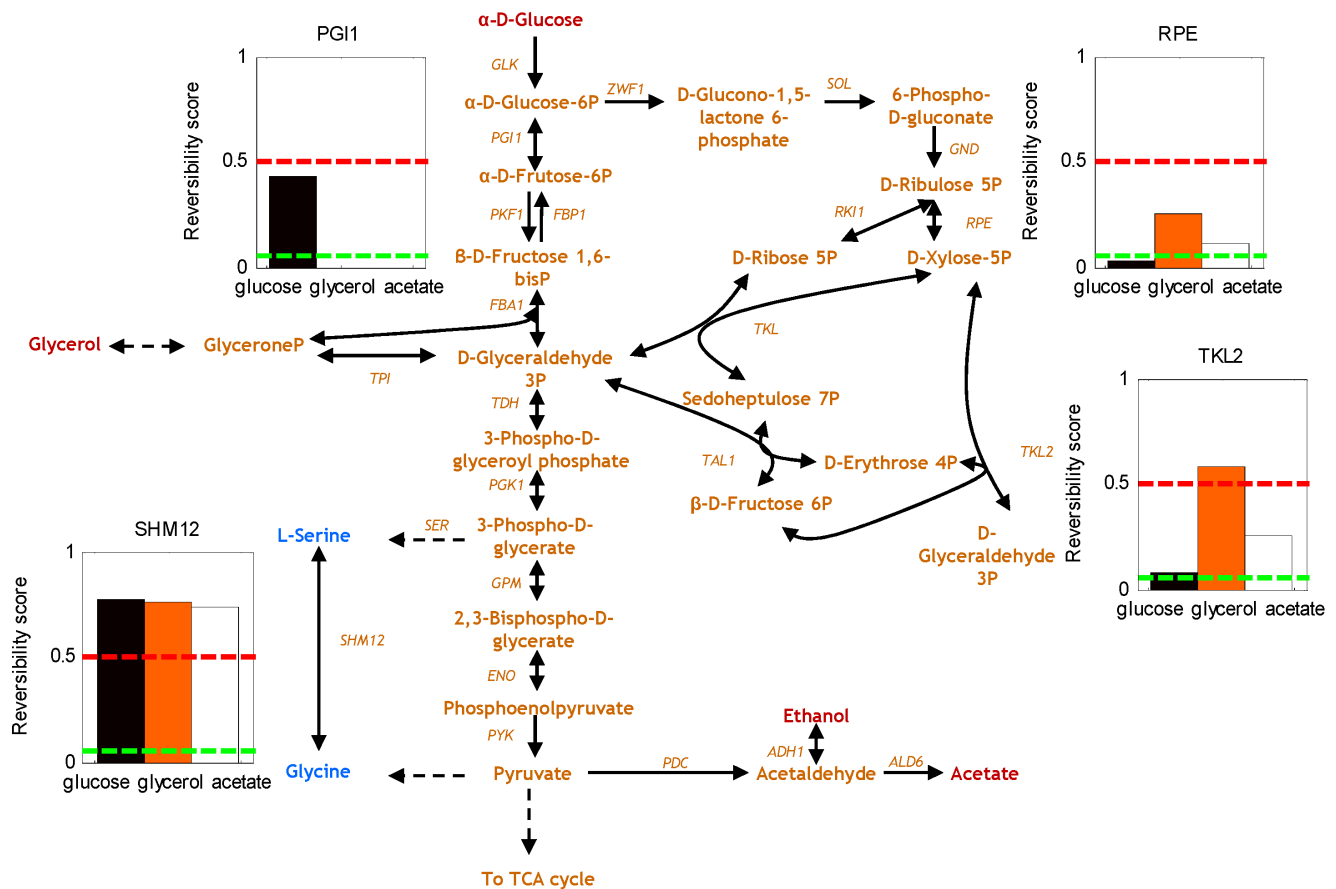 PGI1
1
0.5
0
Reversibility score
glucose glycerol acetate
α-D-Glucose
GLK
α-D-Glucose-6P
ZWF1
D-Glucono-1,5-
lactone 6-
phosphate
SOL
6-Phospho-
D-gluconate
GND
PGI1
α-D-Frutose-6P
D-Ribulose 5P
PKF1
FBP1
RKI1
RPE
β-D-Fructose 1,6-
bisP
D-Ribose 5P
D-Xylose-5P
RPE
1
0.5
0
Reversibility score
glucose glycerol acetate
FBA1
TKL
Glycerol
GlyceroneP
TPI
D-Glyceraldehyde
3P
Sedoheptulose 7P
TDH
3-Phospho-D-
glyceroyl phosphate
TAL1
D-Erythrose 4P
TKL2
PGK1
β-D-Fructose 6P
TKL2
1
0.5
0
Reversibility score
glucose glycerol acetate
SHM12
1
0.5
0
Reversibility score
glucose glycerol acetate
L-Serine
SER
3-Phospho-D-
glycerate
D-
Glyceraldehyde
3P
GPM
2,3-Bisphospho-D-
glycerate
SHM12
ENO
Phosphoenolpyruvate
Ethanol
PYK
ADH1
Glycine
Pyruvate
PDC
Acetaldehyde
ALD6
Acetate
To TCA cycle